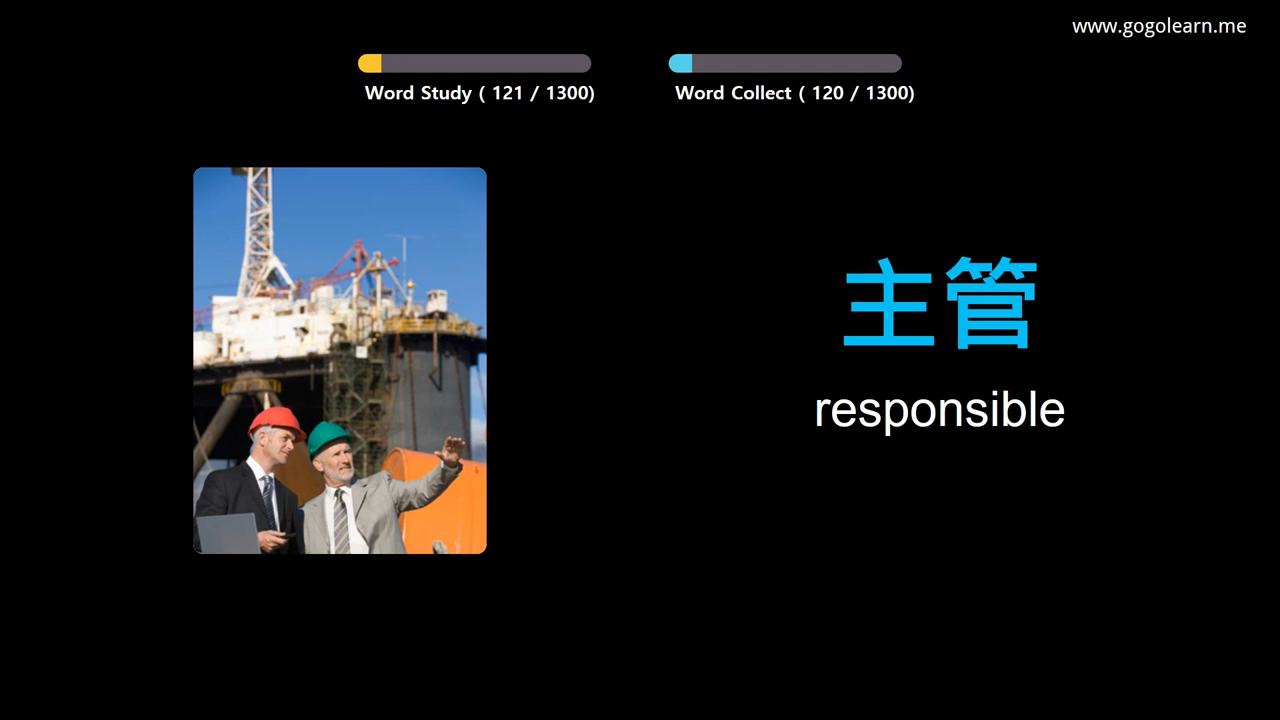 www.gogolearn.me
Word Study ( 121 / 1300)
Word Collect ( 120 / 1300)
主管
responsible